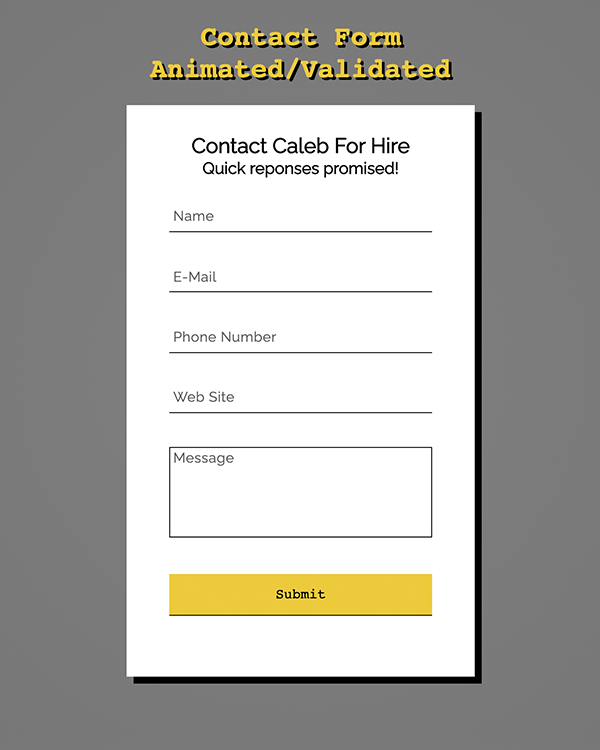 Contact Form
Animated/Validated
Contact Caleb For Hire
Quick reponses promised!
Name
E-Mail
Phone Number
Web Site
Message
Submit